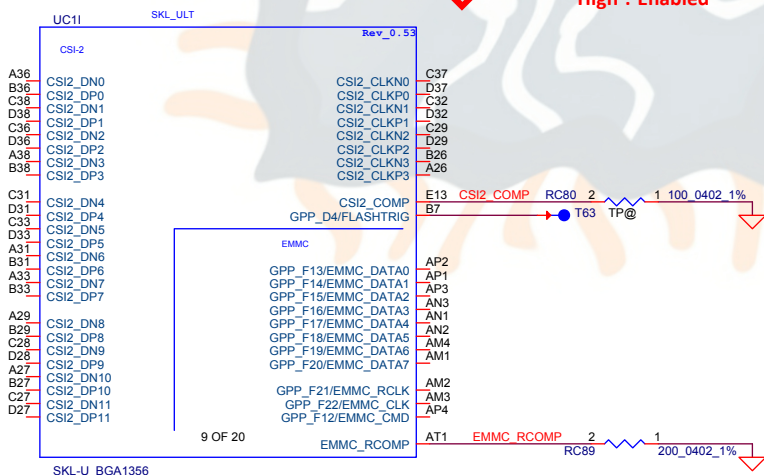 High : Enabled
UC1I
SKL_ULT
Rev_0.53
CSI-2
A36 CSI2_DN0 CSI2_CLKN0 C37
B36 CSI2_DP0 CSI2_CLKP0 D37
C38 CSI2_DN1 CSI2_CLKN1 C32
D38 CSI2_DP1 CSI2_CLKP1 D32
C36 CSI2_DN2 CSI2_CLKN2 C29
D36 CSI2_DP2 CSI2_CLKP2 D29
A38 CSI2_DN3 CSI2_CLKN3 B26
B38 CSI2_DP3 CSI2_CLKP3 A26
C31 CSI2_DN4 CSI2_COMP E13 CSI2_COMP RC80 2 1 100_0402_1%
D31 CSI2_DP4 GPP_D4/FLASHTRIG B7 T63 TP@
C33 CSI2_DN5
D33 CSI2_DP5
EMMC
A31 CSI2_DN6
B31 CSI2_DP6 GPP_F13/EMMC_DATA0 AP2
A33 CSI2_DN7 GPP_F14/EMMC_DATA1 AP1
B33 CSI2_DP7 GPP_F15/EMMC_DATA2 AP3
GPP_F16/EMMC_DATA3 AN3
A29 CSI2_DN8 GPP_F17/EMMC_DATA4 AN1
B29 CSI2_DP8 GPP_F18/EMMC_DATA5 AN2
C28 CSI2_DN9 GPP_F19/EMMC_DATA6 AM4
D28 CSI2_DP9 GPP_F20/EMMC_DATA7 AM1
A27 CSI2_DN10
B27 CSI2_DP10 GPP_F21/EMMC_RCLK AM2
C27 CSI2_DN11 GPP_F22/EMMC_CLK AM3
D27 CSI2_DP11 GPP_F12/EMMC_CMD AP4
9 OF 20
EMMC_RCOMP AT1 EMMC_RCOMP 2 1
RC89 200_0402_1%
SKL-U_BGA1356